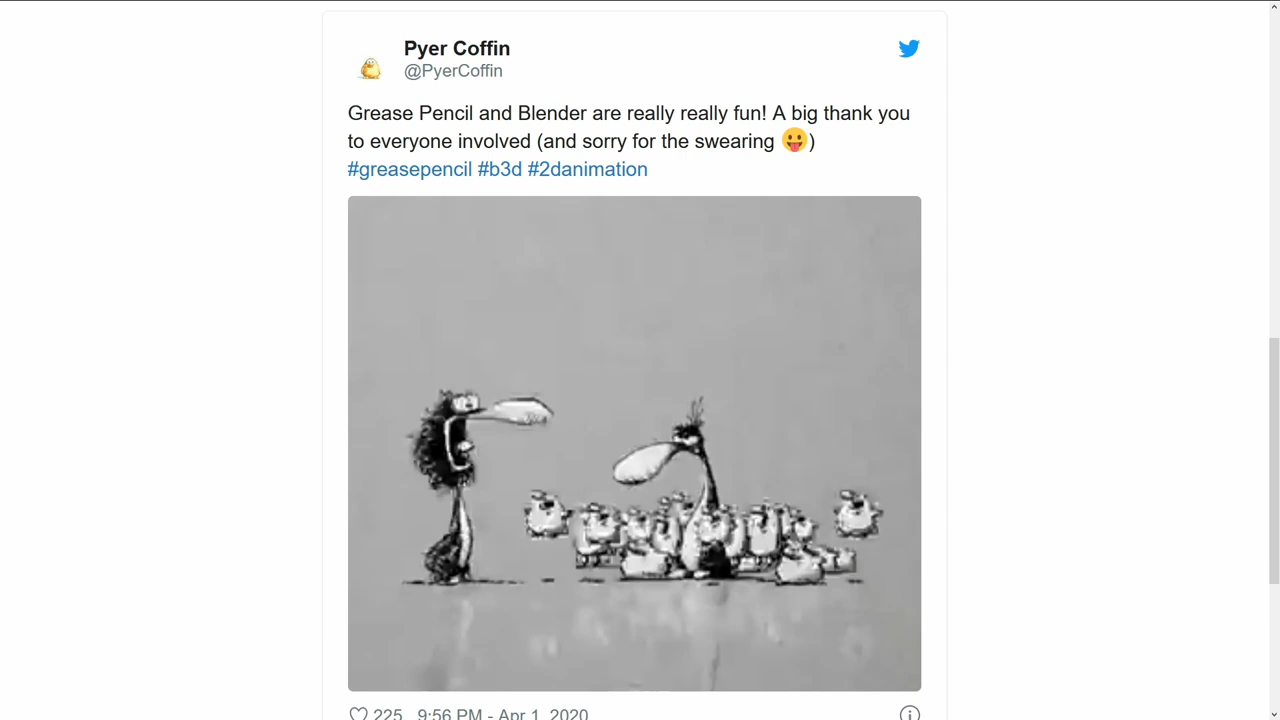 Pyer Coffin
@PyerCoffin
Grease Pencil and Blender are really really fun! A big thank you
to everyone involved (and sorry for the swearing 😛)
#greasepencil #b3d #2danimation
225 9:56 PM - Apr 1, 2020